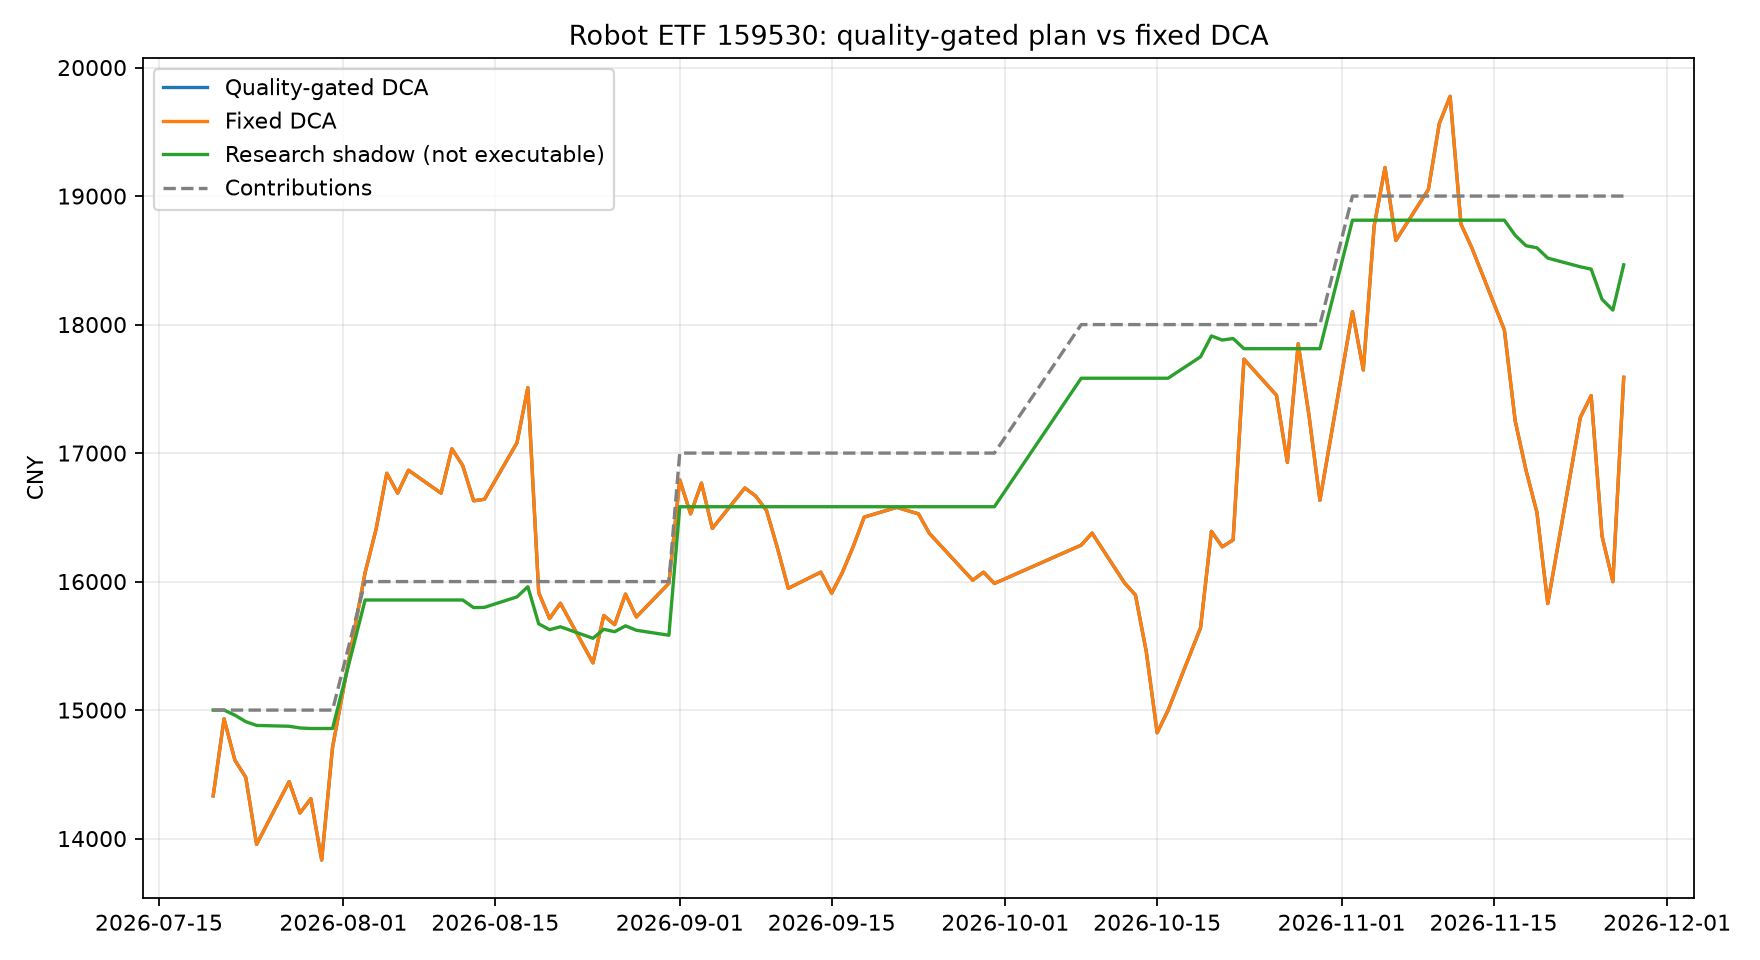 Robot ETF 159530: quality-gated plan vs fixed DCA
Quality-gated DCA
Fixed DCA
Research shadow (not executable)
Contributions
CNY
20000
19000
18000
17000
16000
15000
14000
2026-07-15
2026-08-01
2026-08-15
2026-09-01
2026-09-15
2026-10-01
2026-10-15
2026-11-01
2026-11-15
2026-12-01